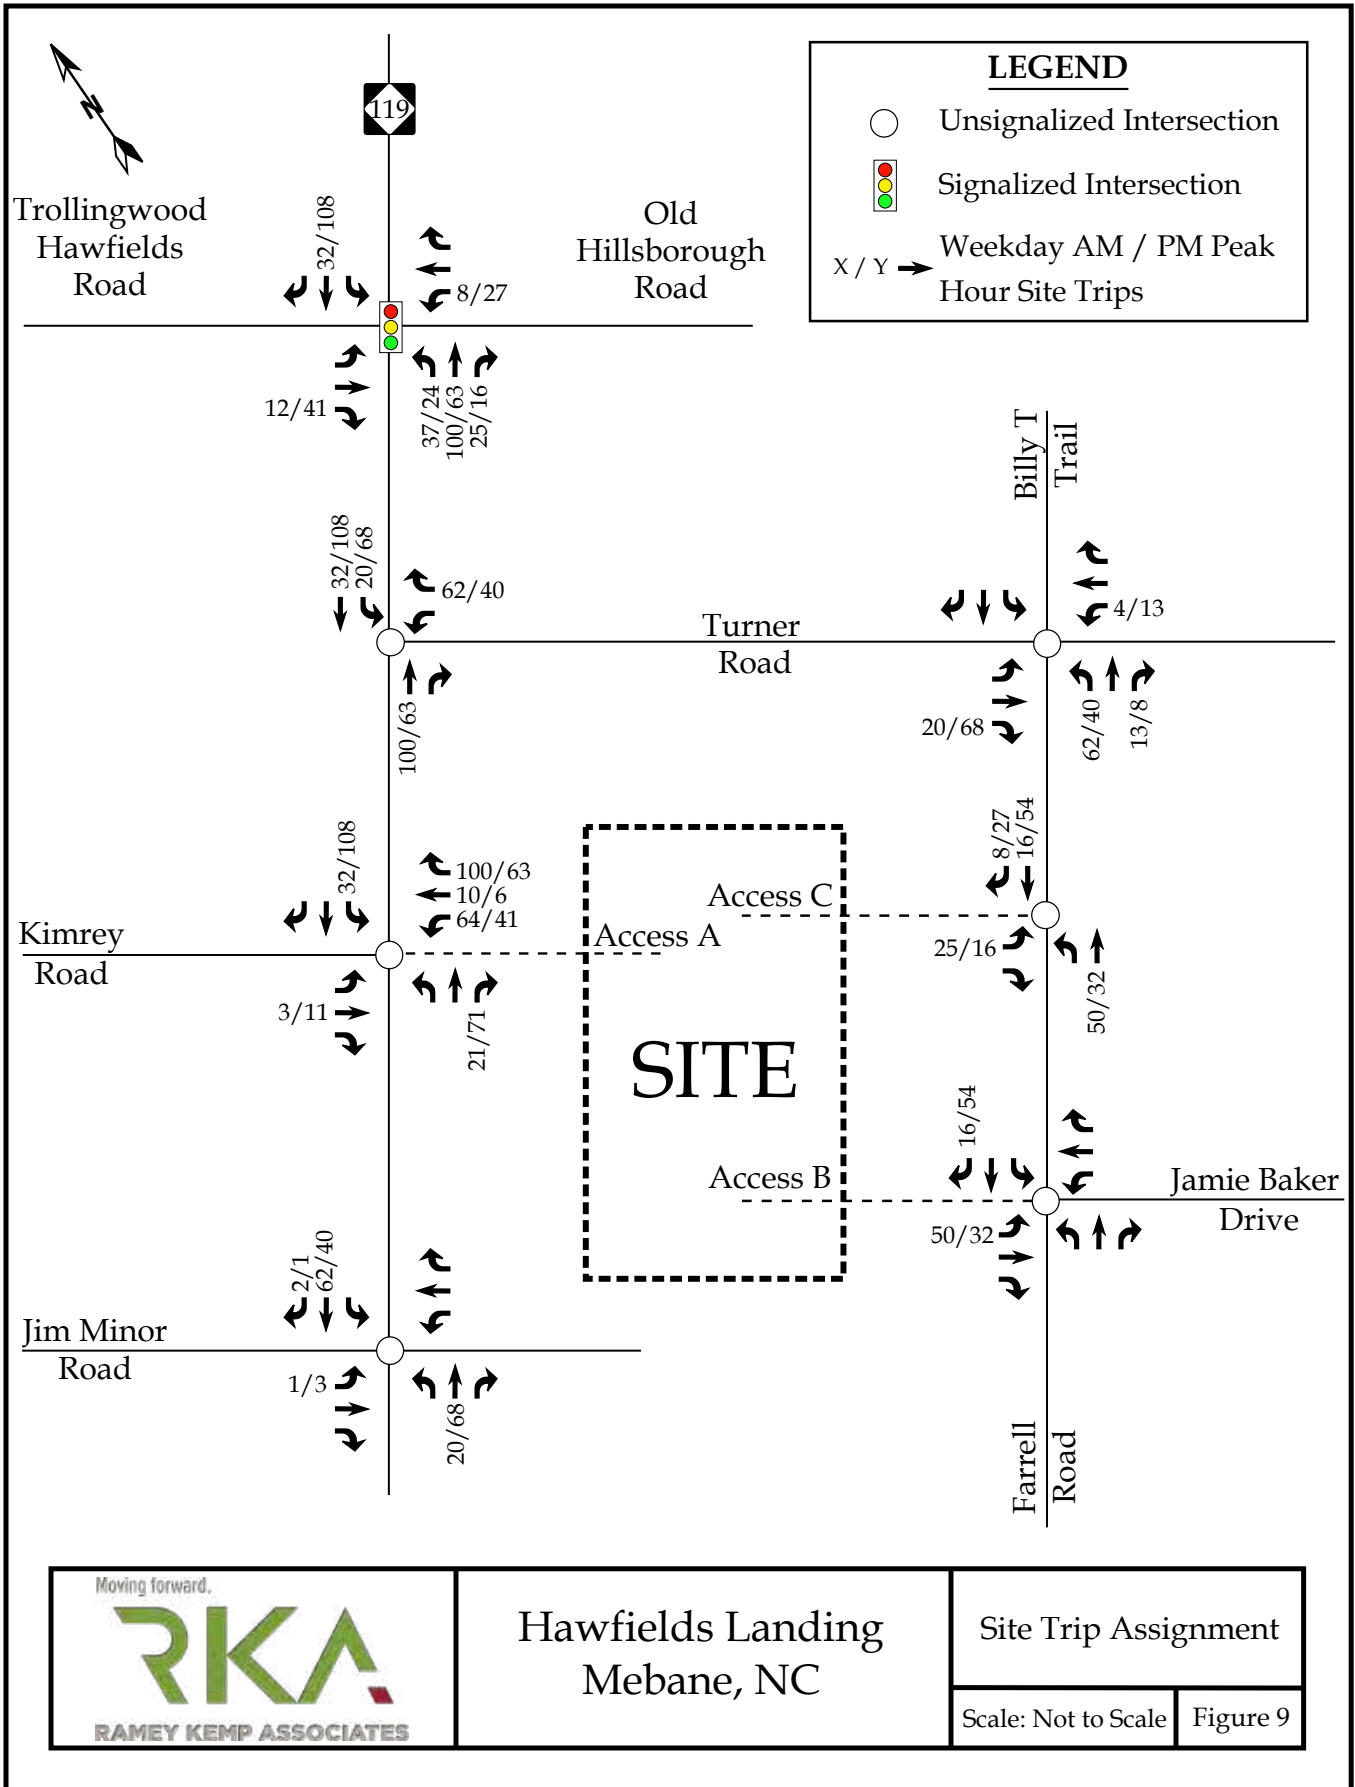 N
119
LEGEND
Unsignalized Intersection
Signalized Intersection
X / Y
Weekday AM / PM Peak
Hour Site Trips
Trollingwood
Hawfields
Road
Old
Hillsborough
Road
32/108
8/27
12/41
37/24
100/63
25/16
Billy T
Trail
32/108
20/68
62/40
100/63
Turner
Road
4/13
20/68
62/40
13/8
32/108
100/63
10/6
64/41
Kimrey
Road
3/11
21/71
Access A
Access C
8/27
16/54
25/16
50/32
SITE
Access B
16/54
50/32
Jamie Baker
Drive
2/1
62/40
Jim Minor
Road
1/3
20/68
Farrell
Road
Moving forward.
RKA
RAMEY KEMP ASSOCIATES
Hawfields Landing
Mebane, NC
Site Trip Assignment
Scale: Not to Scale
Figure 9